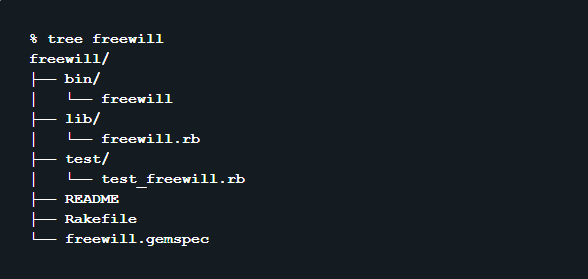 % tree freewill
freewill/
├── bin/
│   └── freewill
├── lib/
│   └── freewill.rb
├── test/
│   └── test_freewill.rb
├── README
├── Rakefile
└── freewill.gemspec